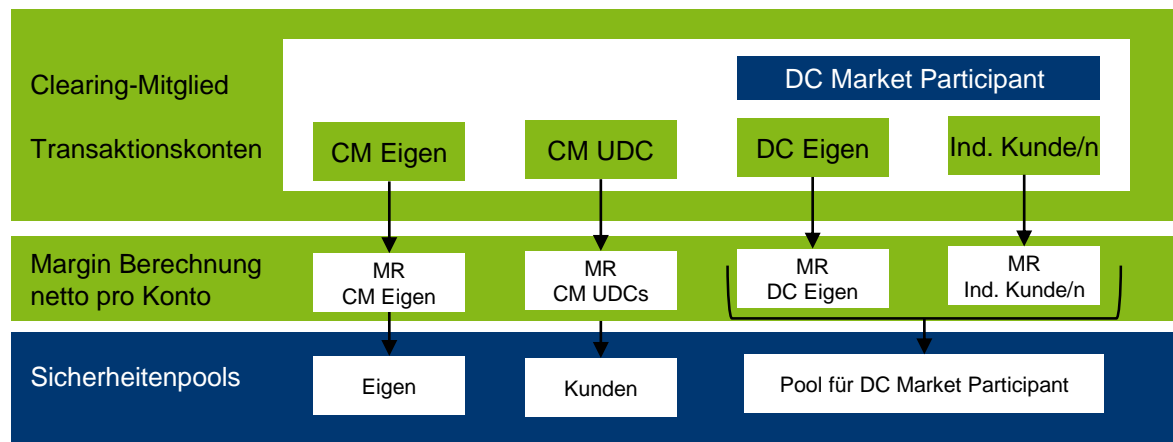 Clearing-Mitglied
DC Market Participant
Transaktionskonten
CM Eigen
CM UDC
DC Eigen
Ind. Kunde/n
Margin Berechnung
netto pro Konto
MR
CM Eigen
MR
CM UDCs
MR
DC Eigen
MR
Ind. Kunde/n
Sicherheitenpools
Eigen
Kunden
Pool für DC Market Participant